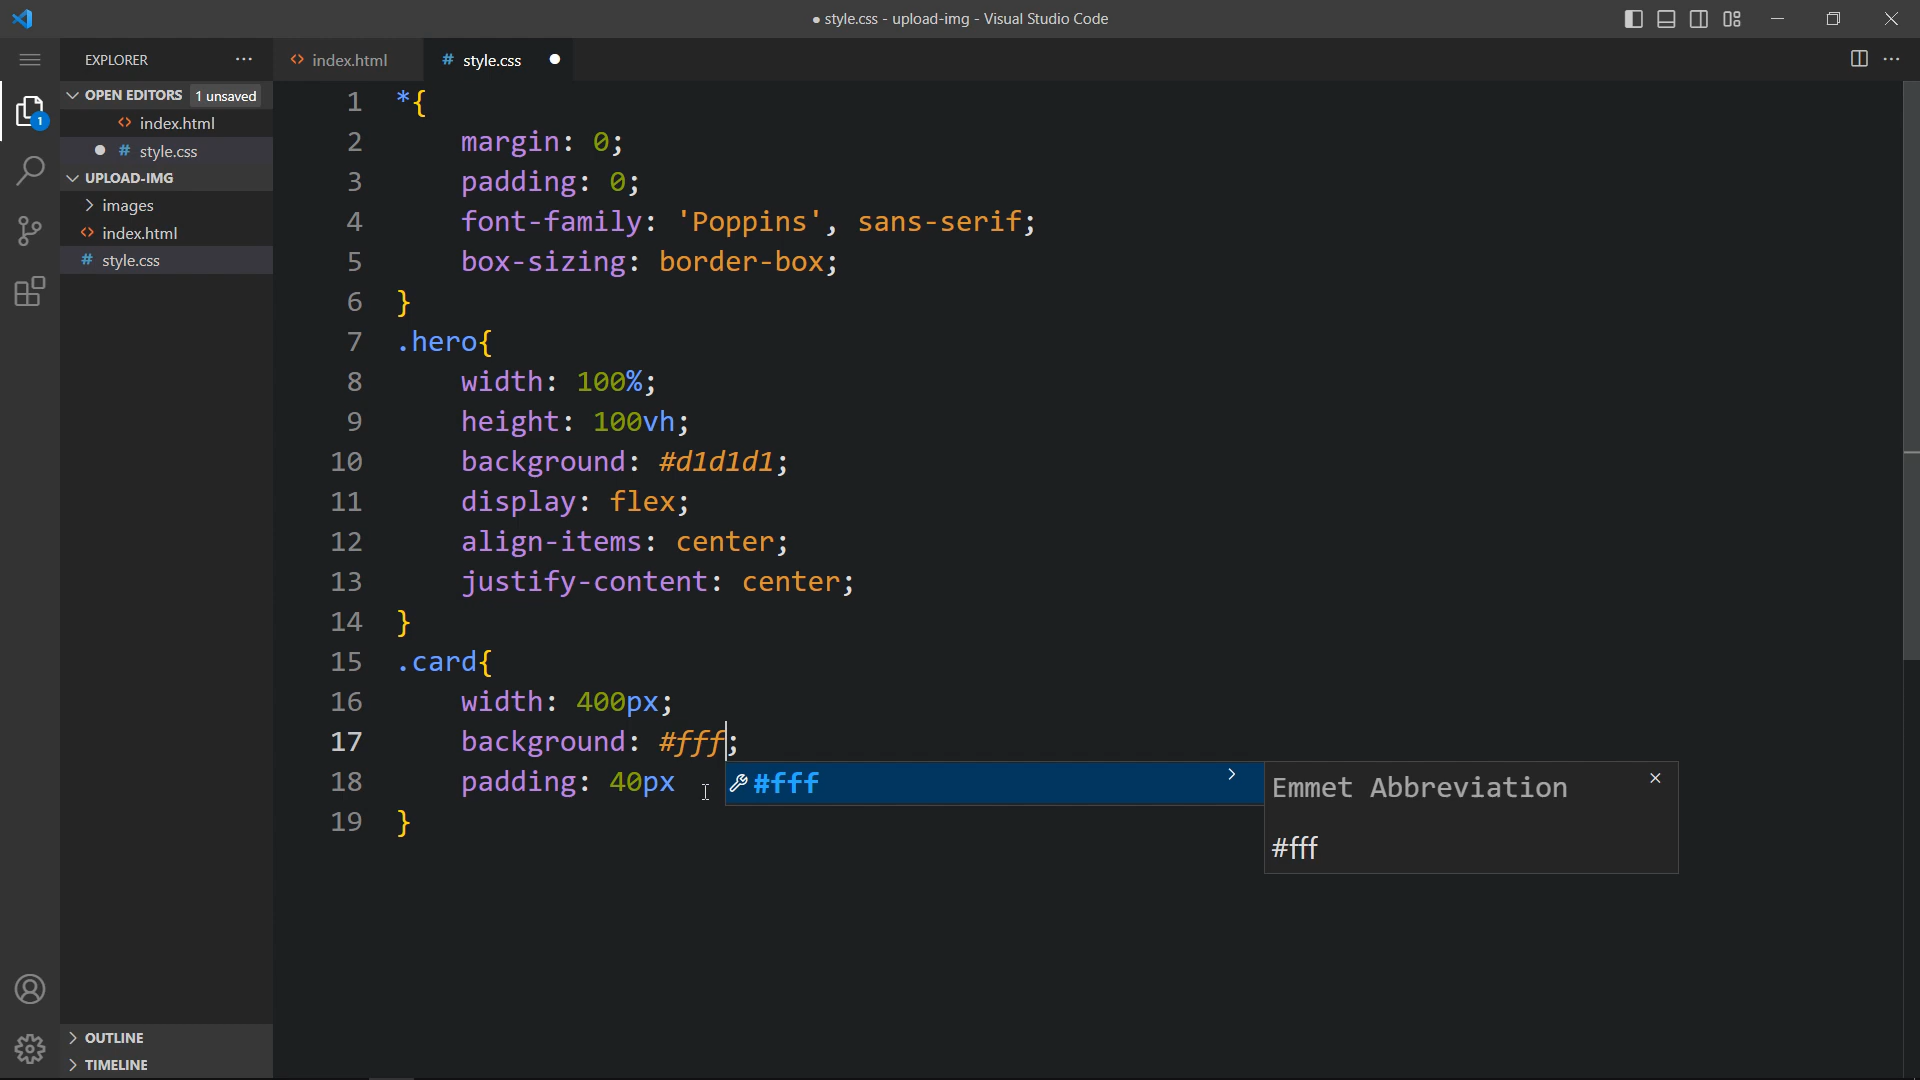 ● style.css - upload-img - Visual Studio Code
EXPLORER
index.html
# style.css
OPEN EDITORS 1 unsaved
index.html
# style.css
UPLOAD-IMG
images
index.html
# style.css
1
1 *{
2 margin: 0;
3 padding: 0;
4 font-family: 'Poppins', sans-serif;
5 box-sizing: border-box;
6 }
7 .hero{
8 width: 100%;
9 height: 100vh;
10 background: #d1d1d1;
11 display: flex;
12 align-items: center;
13 justify-content: center;
14 }
15 .card{
16 width: 400px;
17 background: #fff;
18 padding: 40px
19 }
#fff
Emmet Abbreviation
#fff
OUTLINE
TIMELINE